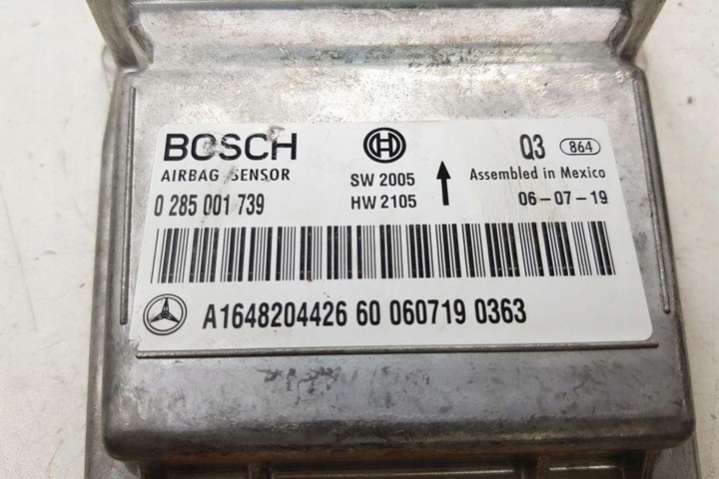 BOSCH
AIRBAG SENSOR
0 285 001 739
SW 2005
HW 2105
Q3 864
Assembled in Mexico
06-07-19
A1648204426 60 060719 0363